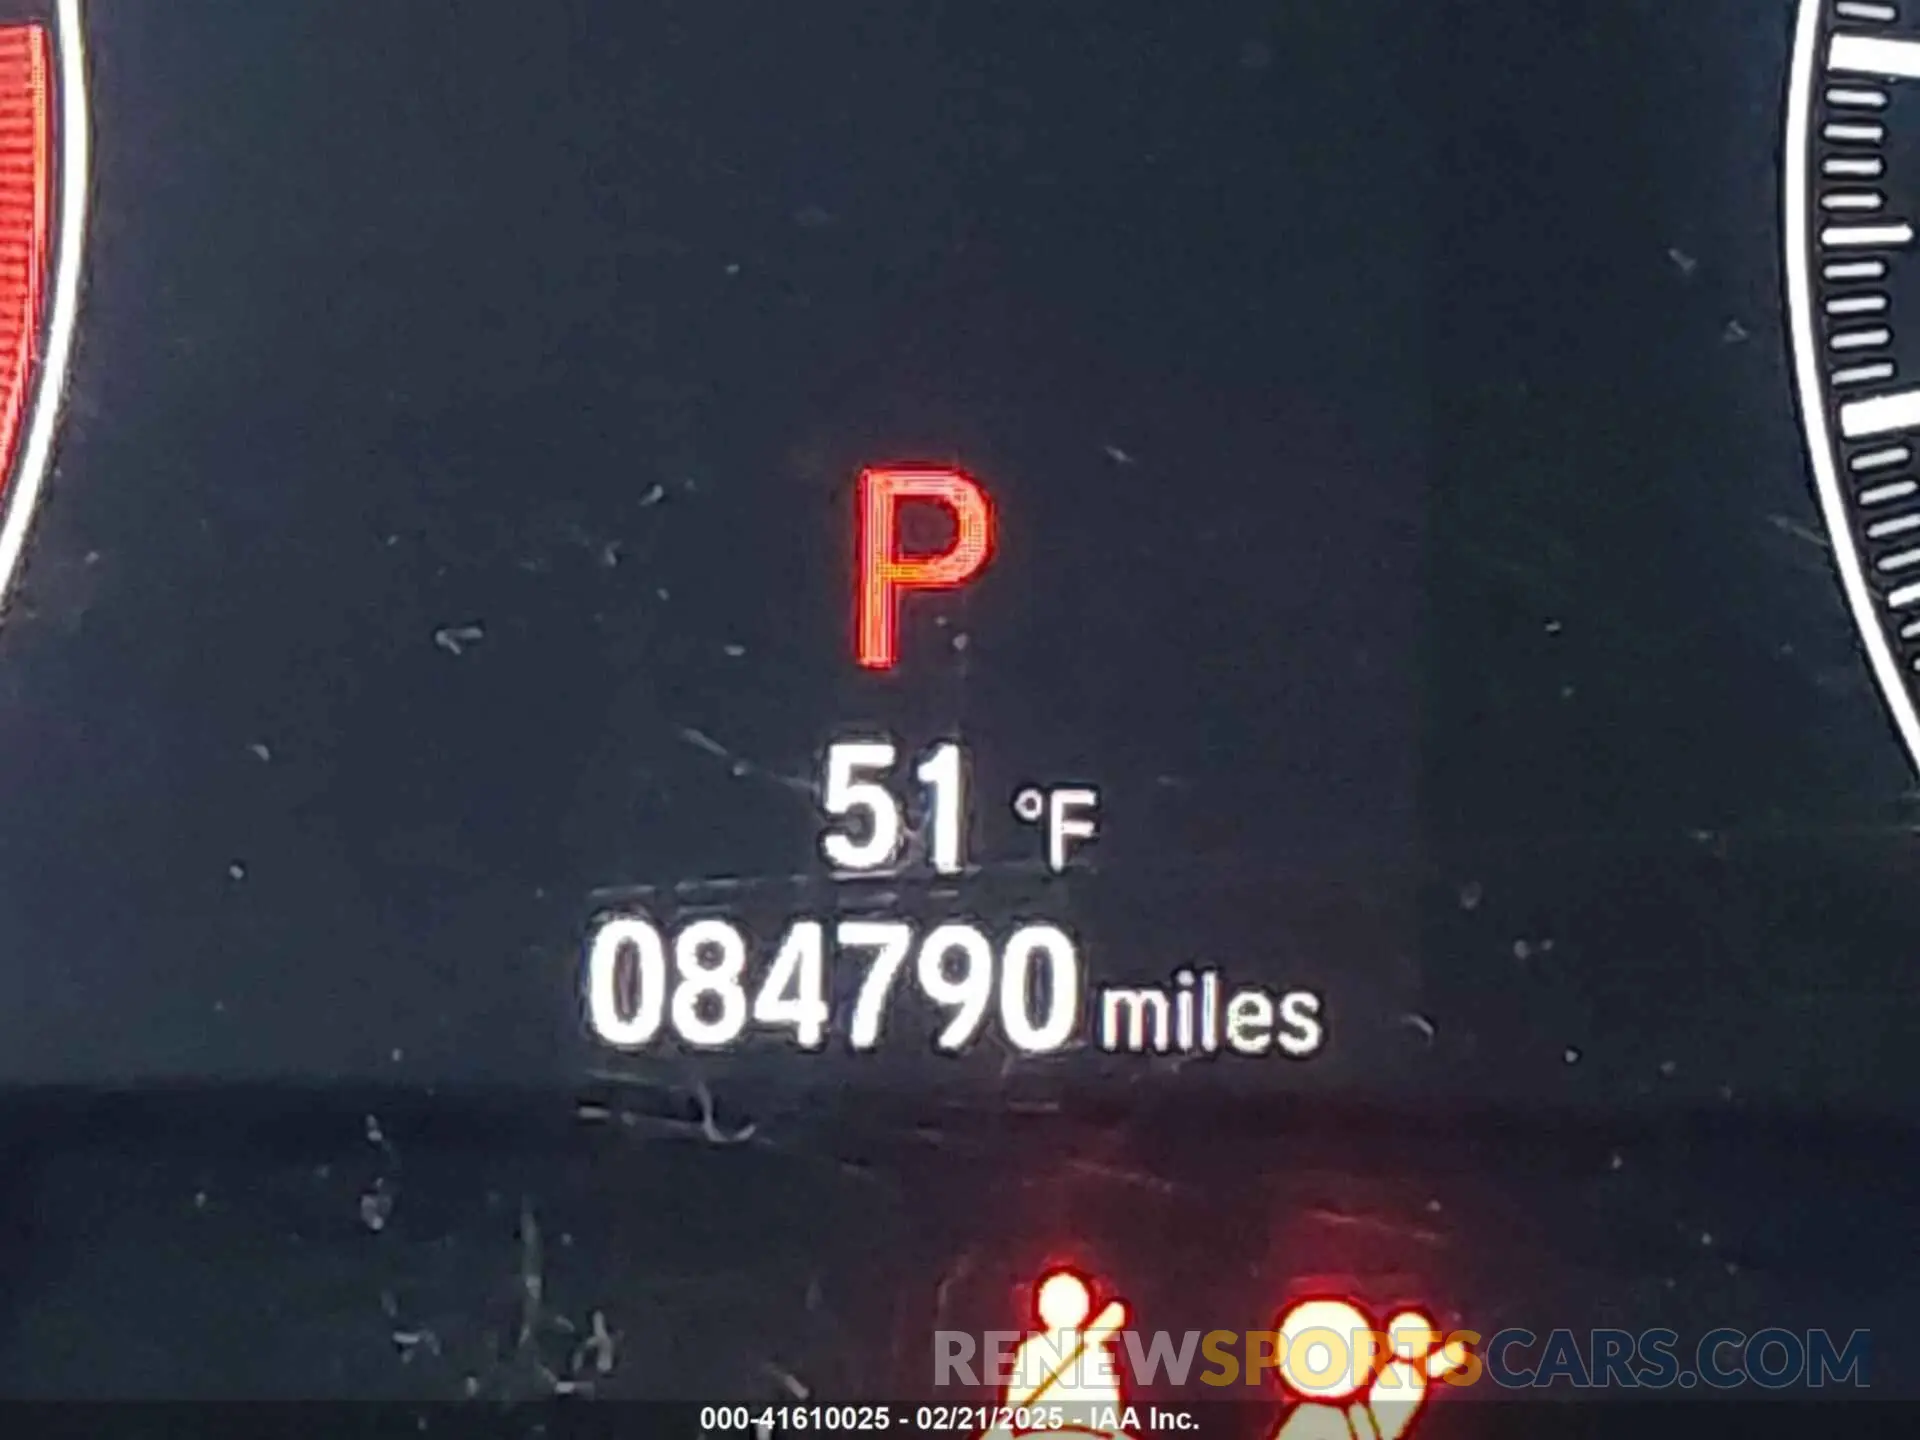 P
51 °F
084790 miles
RENEWSPORTSCARS.COM
000-41610025 - 02/21/2025 - IAA Inc.